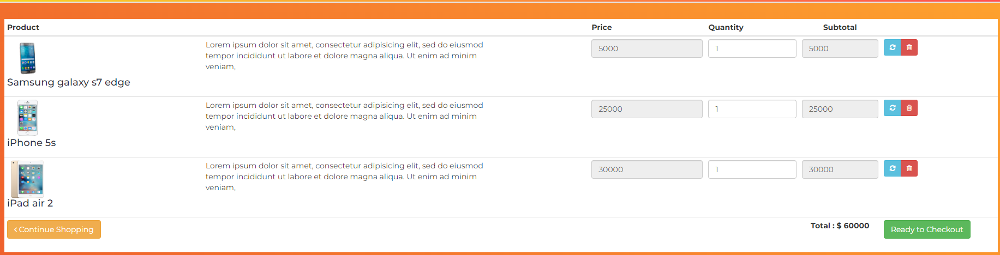 Product Price Quantity Subtotal
Lorem ipsum dolor sit amet, consectetur adipisicing elit, sed do eiusmod
tempor incididunt ut labore et dolore magna aliqua. Ut enim ad minim
veniam,
5000 1 5000
Samsung galaxy s7 edge
Lorem ipsum dolor sit amet, consectetur adipisicing elit, sed do eiusmod
tempor incididunt ut labore et dolore magna aliqua. Ut enim ad minim
veniam,
25000 1 25000
iPhone 5s
Lorem ipsum dolor sit amet, consectetur adipisicing elit, sed do eiusmod
tempor incididunt ut labore et dolore magna aliqua. Ut enim ad minim
veniam,
30000 1 30000
iPad air 2
< Continue Shopping Total : $ 60000 Ready to Checkout